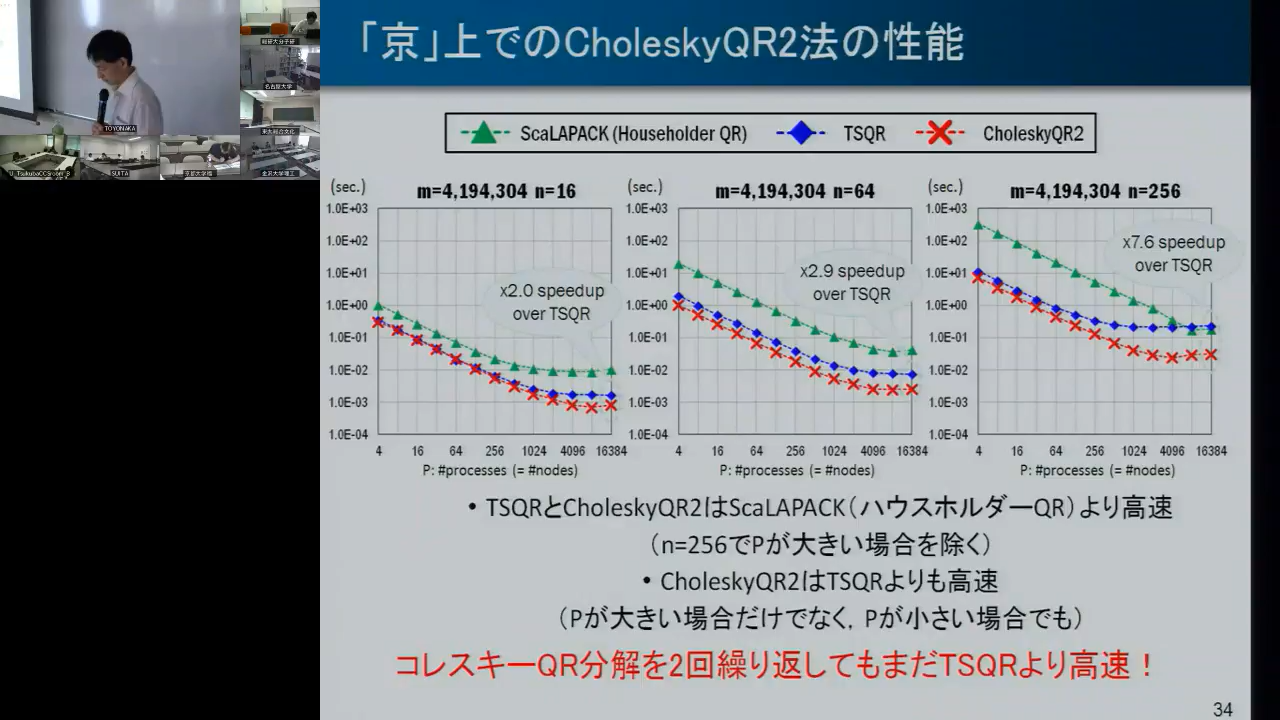 「京」上でのCholeskyQR2法の性能
ScaLAPACK (Householder QR) TSQR CholeskyQR2
(sec.) m=4,194,304 n=16
1.0E+03
1.0E+02
1.0E+01
1.0E+00
1.0E-01
1.0E-02
1.0E-03
1.0E-04
x2.0 speedup
over TSQR
4 16 64 256 1024 4096 16384
P: #processes (= #nodes)
(sec.) m=4,194,304 n=64
1.0E+03
1.0E+02
1.0E+01
1.0E+00
1.0E-01
1.0E-02
1.0E-03
1.0E-04
x2.9 speedup
over TSQR
4 16 64 256 1024 4096 16384
P: #processes (= #nodes)
(sec.) m=4,194,304 n=256
1.0E+03
1.0E+02
1.0E+01
1.0E+00
1.0E-01
1.0E-02
1.0E-03
1.0E-04
x7.6 speedup
over TSQR
4 16 64 256 1024 4096 16384
P: #processes (= #nodes)
• TSQRとCholeskyQR2はScaLAPACK（ハウスホルダーQR）より高速
（n=256でPが大きい場合を除く）
• CholeskyQR2はTSQRよりも高速
（Pが大きい場合だけでなく，Pが小さい場合でも）
コレスキーQR分解を2回繰り返してもまだTSQRより高速！
34
TOYONAKA
名古屋大学
U_TsukubaCCSroom_B
SUITA
金沢大学理工